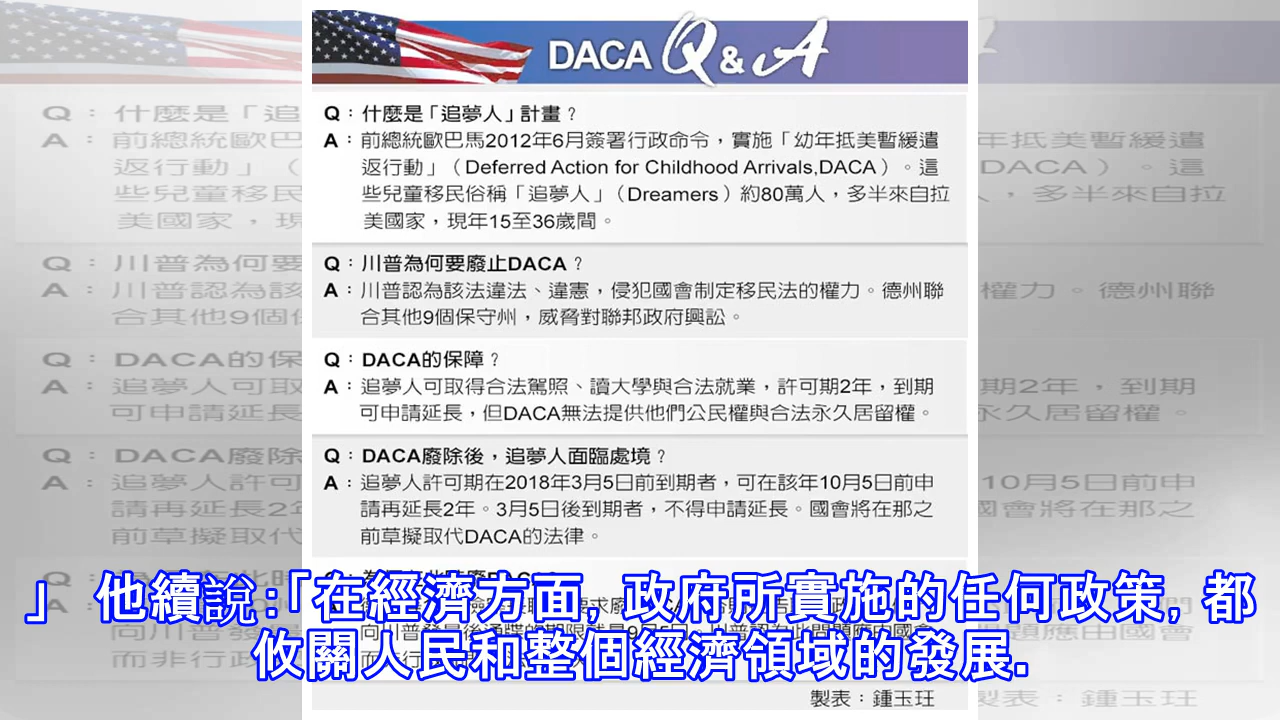 DACA Q & A
Q：什麼是「追夢人」計畫？
A：前總統歐巴馬2012年6月簽署行政命令，實施「幼年抵美暫緩遣
返行動」（Deferred Action for Childhood Arrivals,DACA）。這
些兒童移民俗稱「追夢人」（Dreamers）約80萬人，多半來自拉
美國家，現年15至36歲間。
Q：川普為何要廢止DACA？
A：川普認為該法違法、違憲，侵犯國會制定移民法的權力。德州聯
合其他9個保守州，威脅對聯邦政府興訟。
Q：DACA的保障？
A：追夢人可取得合法駕照、讀大學與合法就業，許可期2年，到期
可申請延長，但DACA無法提供他們公民權與合法永久居留權。
Q：DACA廢除後，追夢人面臨處境？
A：追夢人許可期在2018年3月5日前到期者，可在該年10月5日前申
請再延長2年。3月5日後到期者，不得申請延長。國會將在那之
前草擬取代DACA的法律。
」 他續說:「在經濟方面, 政府所實施的任何政策, 都
攸關人民和整個經濟領域的發展.
製表：鍾玉玨